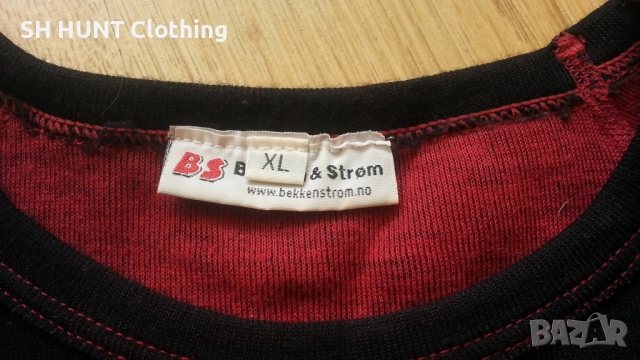 SH HUNT Clothing
BS B XL & Strøm
www.bekkenstrom.no
BAZAR